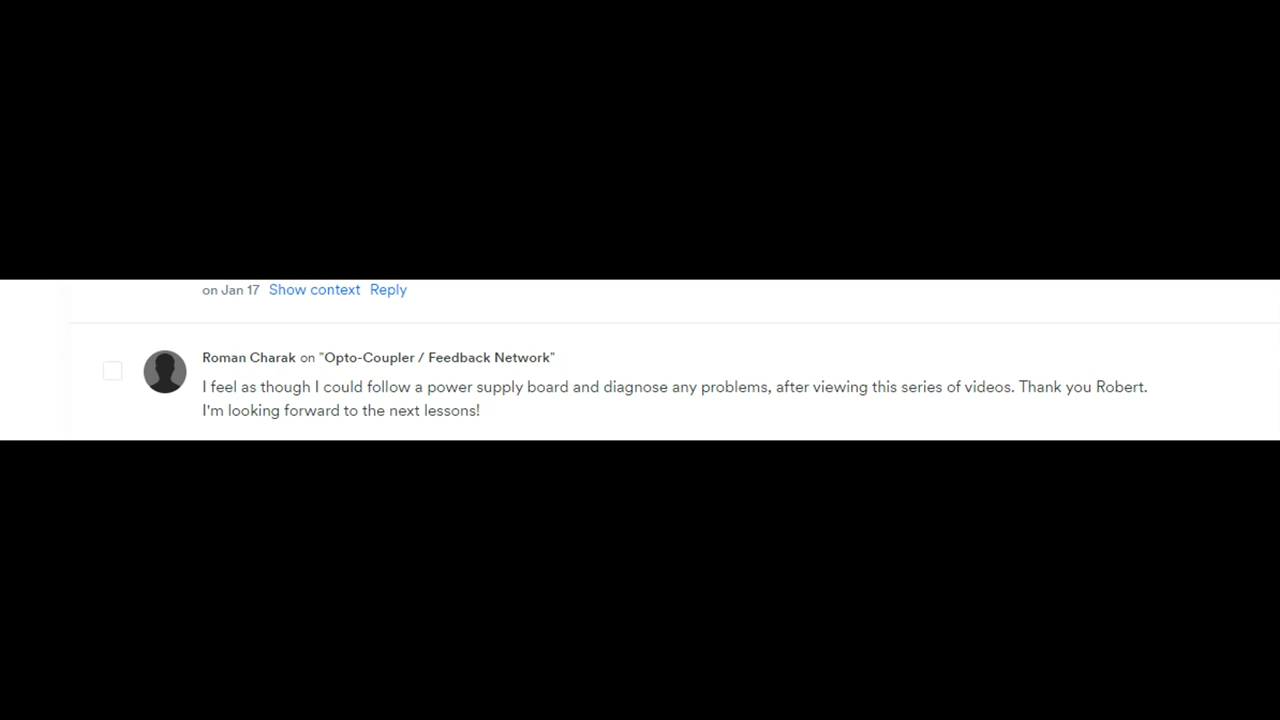 on Jan 17 Show context Reply
Roman Charak on "Opto-Coupler / Feedback Network"
I feel as though I could follow a power supply board and diagnose any problems, after viewing this series of videos. Thank you Robert.
I'm looking forward to the next lessons!